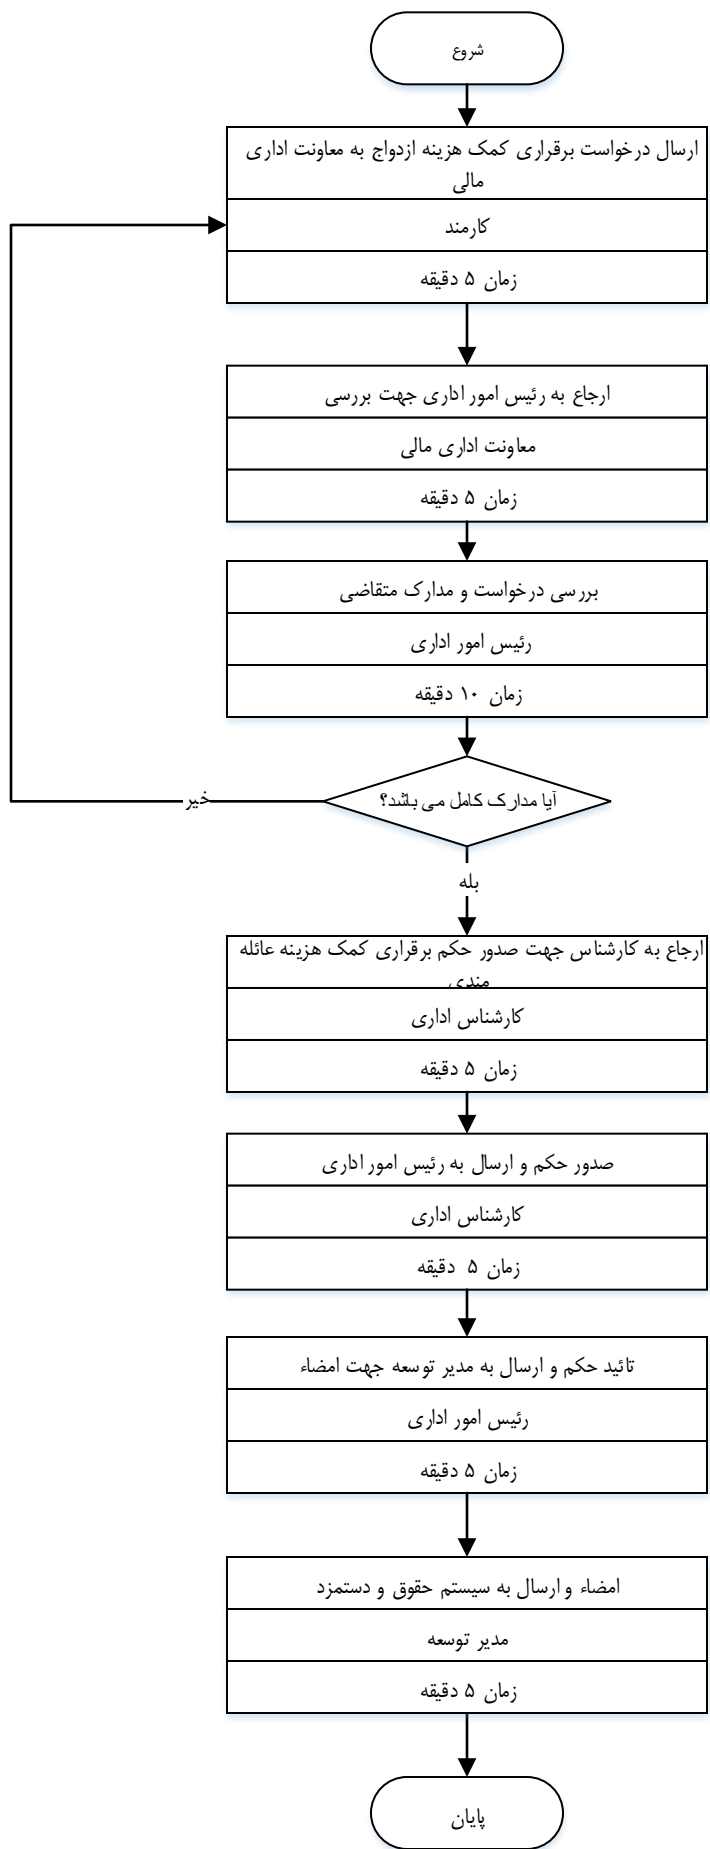 شروع
ارسال درخواست برقراری کمک هزینه ازدواج به معاونت اداری
مالی
کارمند
زمان ۵ دقیقه
ارجاع به رئیس امور اداری جهت بررسی
معاونت اداری مالی
زمان ۵ دقیقه
بررسی درخواست و مدارک متقاضی
رئیس امور اداری
زمان ۱۰ دقیقه
آیا مدارک کامل می باشد؟
خیر
بله
ارجاع به کارشناس جهت صدور حکم برقراری کمک هزینه عائله
مندی
کارشناس اداری
زمان ۵ دقیقه
صدور حکم و ارسال به رئیس امور اداری
کارشناس اداری
زمان ۵ دقیقه
تائید حکم و ارسال به مدیر توسعه جهت امضاء
رئیس امور اداری
زمان ۵ دقیقه
امضاء و ارسال به سیستم حقوق و دستمزد
مدیر توسعه
زمان ۵ دقیقه
پایان